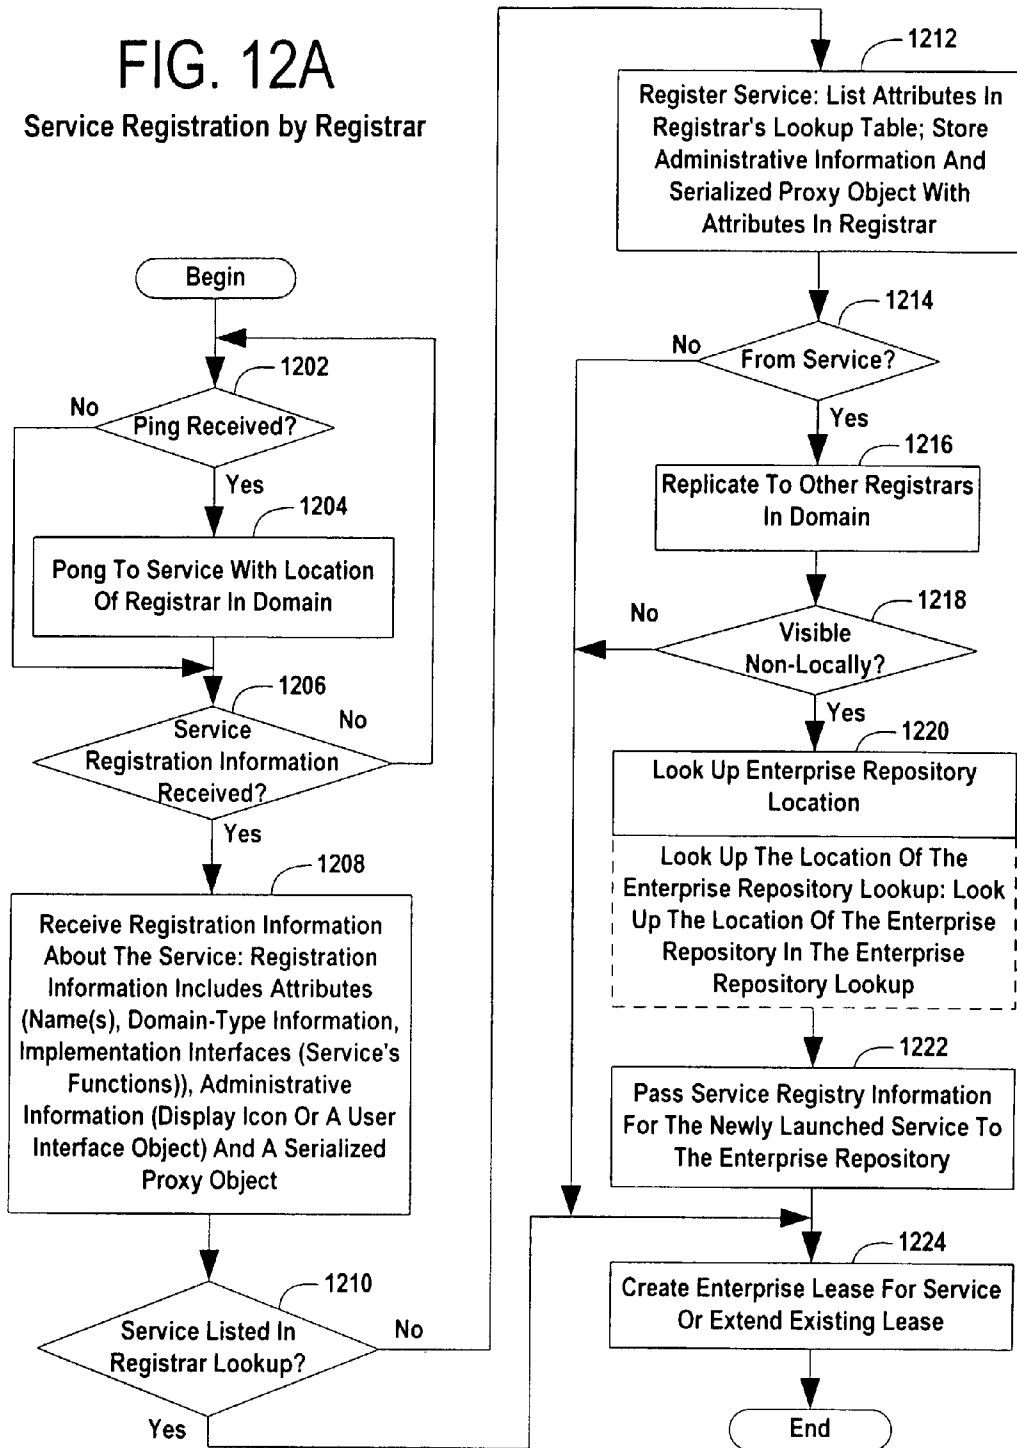 FIG. 12A
Service Registration by Registrar
Begin
1202
Ping Received?
No
Yes
1204
Pong To Service With Location
Of Registrar In Domain
1206
Service
Registration Information
Received?
No
Yes
1208
Receive Registration Information
About The Service: Registration
Information Includes Attributes
(Name(s), Domain-Type Information,
Implementation Interfaces (Service's
Functions)), Administrative
Information (Display Icon Or A User
Interface Object) And A Serialized
Proxy Object
1210
Service Listed In
Registrar Lookup?
No
Yes
1212
Register Service: List Attributes In
Registrar's Lookup Table; Store
Administrative Information And
Serialized Proxy Object With
Attributes In Registrar
1214
From Service?
No
Yes
1216
Replicate To Other Registrars
In Domain
1218
Visible
Non-Locally?
No
Yes
1220
Look Up Enterprise Repository
Location
Look Up The Location Of The
Enterprise Repository Lookup: Look
Up The Location Of The Enterprise
Repository In The Enterprise
Repository Lookup
1222
Pass Service Registry Information
For The Newly Launched Service To
The Enterprise Repository
1224
Create Enterprise Lease For Service
Or Extend Existing Lease
End